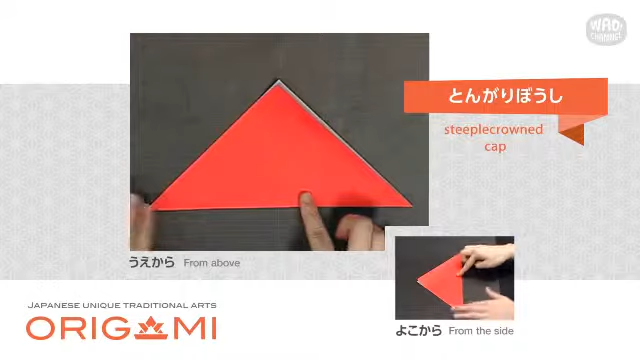 WAO!
CHANNEL
とんがりぼうし
steeplecrowned
cap
うえから From above
よこから From the side
JAPANESE UNIQUE TRADITIONAL ARTS
ORIGAMI